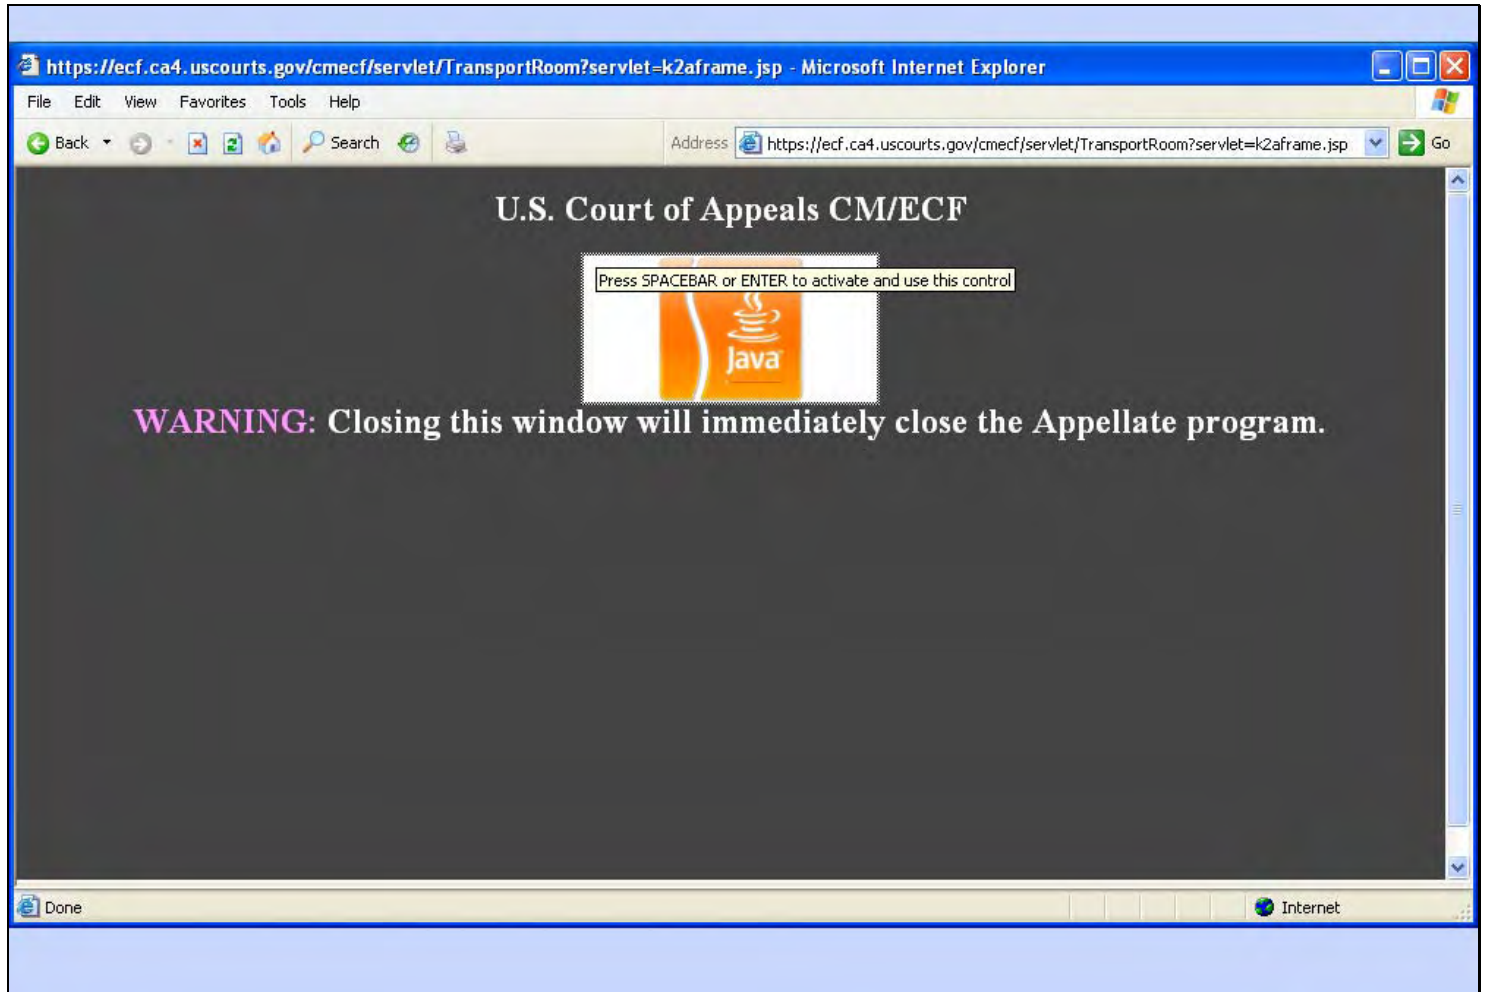 https://ecf.ca4.uscourts.gov/cmecf/servlet/TransportRoom?servlet=k2aframe.jsp - Microsoft Internet Explorer
File Edit View Favorites Tools Help
Back Search Address https://ecf.ca4.uscourts.gov/cmecf/servlet/TransportRoom?servlet=k2aframe.jsp Go
U.S. Court of Appeals CM/ECF
Press SPACEBAR or ENTER to activate and use this control
Java
WARNING: Closing this window will immediately close the Appellate program.
Done Internet